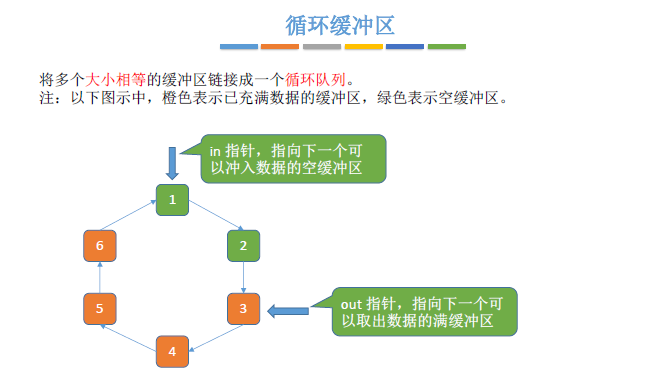 循环缓冲区
将多个大小相等的缓冲区链接成一个循环队列。
注：以下图示中，橙色表示已充满数据的缓冲区，绿色表示空缓冲区。
in 指针，指向下一个可
以冲入数据的空缓冲区
1
6
2
5
3
out 指针，指向下一个可
以取出数据的满缓冲区
4